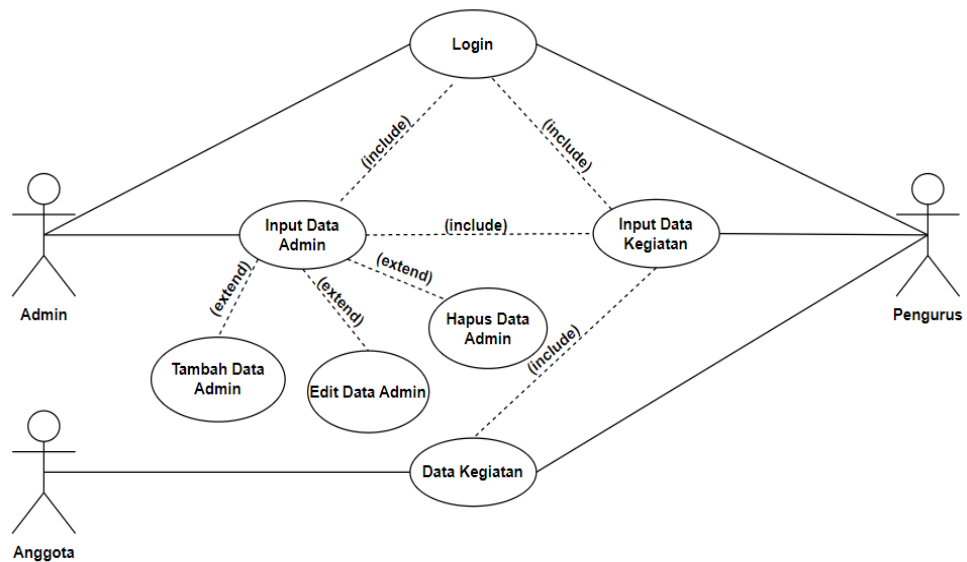 Login
(include)
(include)
Input Data
Admin
(include)
Input Data
Kegiatan
(extend)
(extend)
(extend)
Admin
Pengurus
Hapus Data
Admin
(include)
Tambah Data
Admin
Edit Data Admin
Data Kegiatan
Anggota